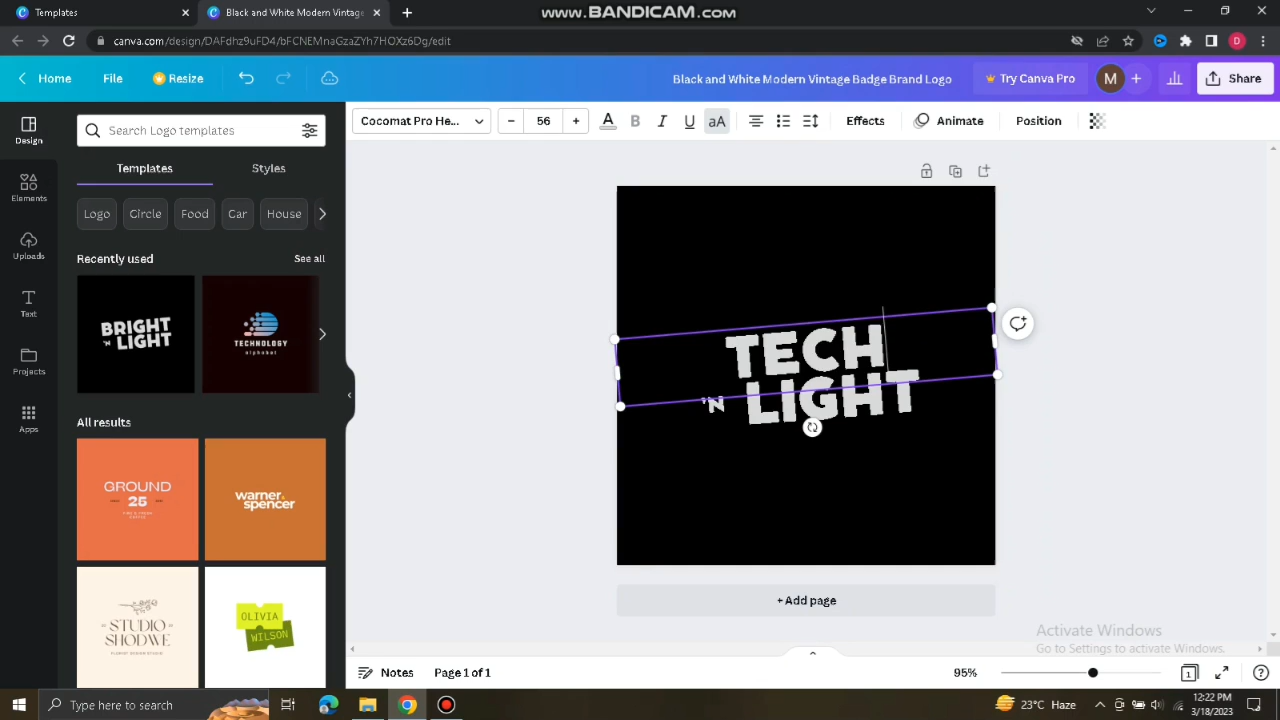 Templates
Black and White Modern Vintage
www.BANDICAM.com
canva.com/design/DAFdhz9uFD4/bFCNEMnaGzaZYh7HOXz6Dg/edit
D
Home
File
Resize
Black and White Modern Vintage Badge Brand Logo
Try Canva Pro
M
Share
Cocomat Pro He...
56
A
B
I
U
aA
Effects
Animate
Position
Design
Elements
Uploads
Text
Projects
Apps
Search Logo templates
Templates
Styles
Logo
Circle
Food
Car
House
Recently used
See all
BRIGHT
'N LIGHT
TECHNOLOGY
alphabet
All results
GROUND
25
warner.
spencer
STUDIO
SHODWE
OLIVIA
WILSON
TECH
'N LIGHT
+ Add page
Activate Windows
Go to Settings to activate Windows.
Notes
Page 1 of 1
95%
1
Type here to search
23°C Haze
12:22 PM
3/18/2023